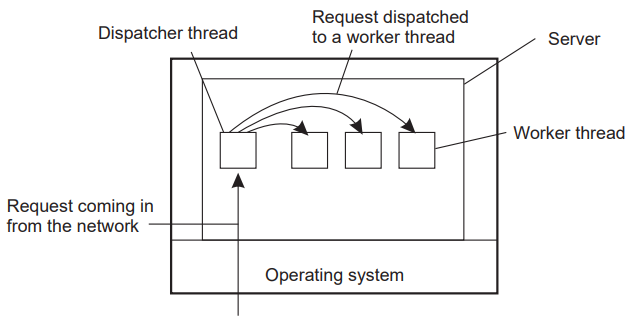 Request dispatched
to a worker thread
Dispatcher thread
Server
Worker thread
Request coming in
from the network
Operating system